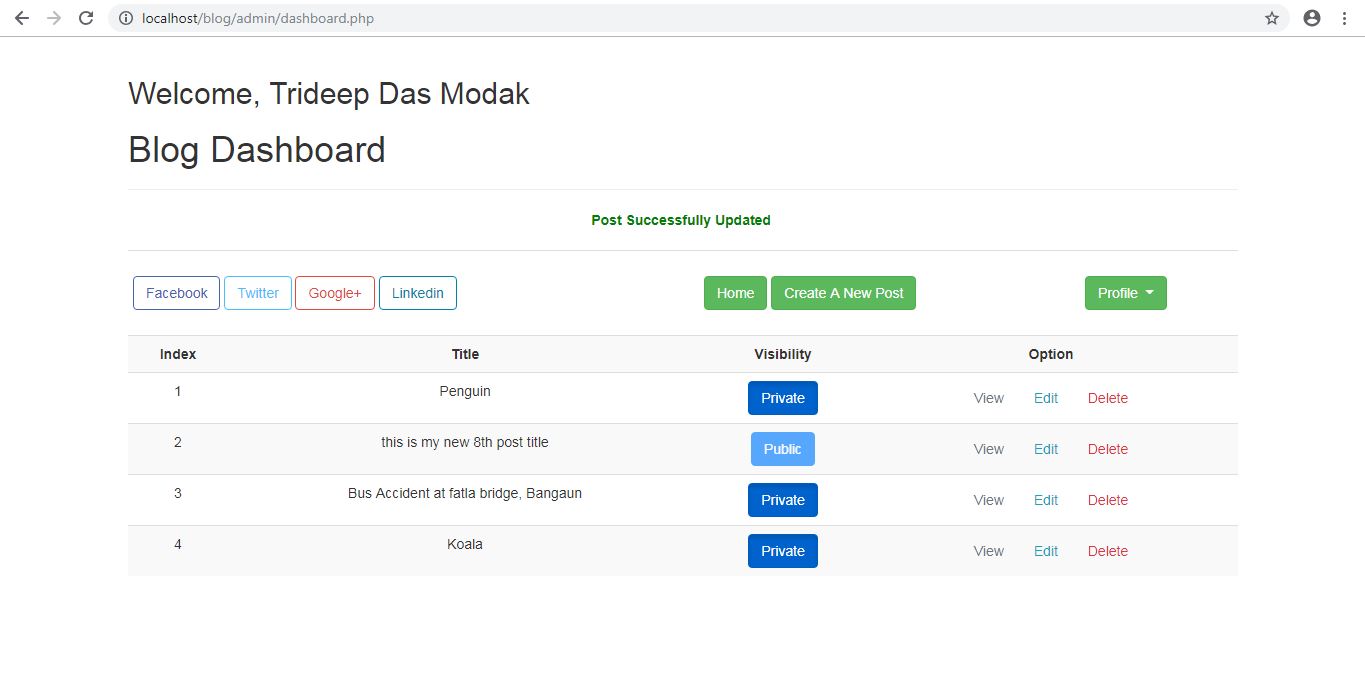 localhost/blog/admin/dashboard.php
Welcome, Trideep Das Modak
Blog Dashboard
Post Successfully Updated
Facebook Twitter Google+ Linkedin Home Create A New Post Profile
Index Title Visibility Option
1 Penguin Private View Edit Delete
2 this is my new 8th post title Public View Edit Delete
3 Bus Accident at fatla bridge, Bangaun Private View Edit Delete
4 Koala Private View Edit Delete